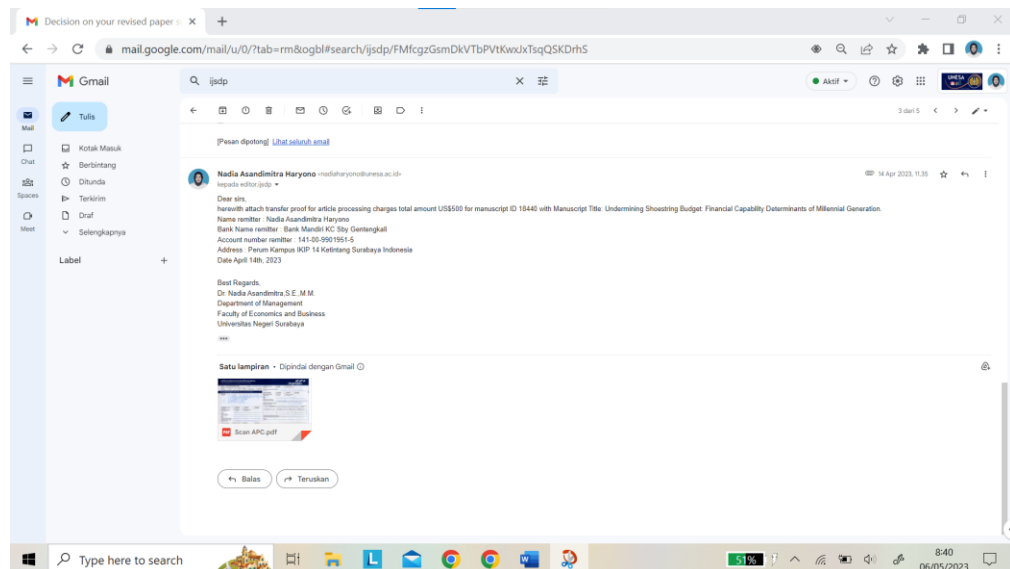 Decision on your revised paper s
mail.google.com/mail/u/0/?tab=rm&ogbl#search/ijsdp/FMfcgzGsmDkVTbPVtKwxJxTsqQSKDrhS
Gmail
ijsdp
Aktif
UNESA
Mail
Chat
Spaces
Meet
Tulis
Kotak Masuk
Berbintang
Ditunda
Terkirim
Draf
Selengkapnya
Label
3 dari 5
[Pesan dipotong] Lihat seluruh email
Nadia Asandimitra Haryono <nadiaharyono@unesa.ac.id>
14 Apr 2023, 11.35
kepada editor.ijsdp
Dear sirs,
herewith attach transfer proof for article processing charges total amount US$500 for manuscript ID 18440 with Manuscript Title: Undermining Shoestring Budget: Financial Capability Determinants of Millennial Generation.
Name remitter : Nadia Asandimitra Haryono
Bank Name remitter : Bank Mandiri KC Sby Gentengkali
Account number remitter : 141-00-9901951-5
Address : Perum Kampus IKIP 14 Ketintang Surabaya Indonesia
Date April 14th, 2023
Best Regards,
Dr. Nadia Asandimitra,S.E.,M.M.
Department of Management
Faculty of Economics and Business
Universitas Negeri Surabaya
Satu lampiran • Dipindai dengan Gmail
PDF
Scan APC.pdf
Balas
Teruskan
Type here to search
51%
8:40
06/05/2023